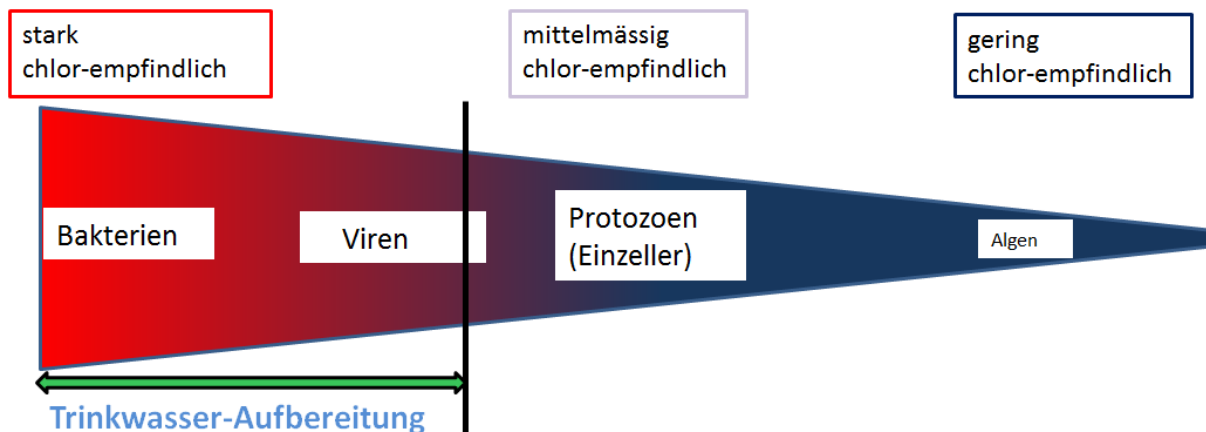 stark
chlor-empfindlich
mittelmässig
chlor-empfindlich
gering
chlor-empfindlich
Bakterien
Viren
Protozoen
(Einzeller)
Algen
Trinkwasser-Aufbereitung